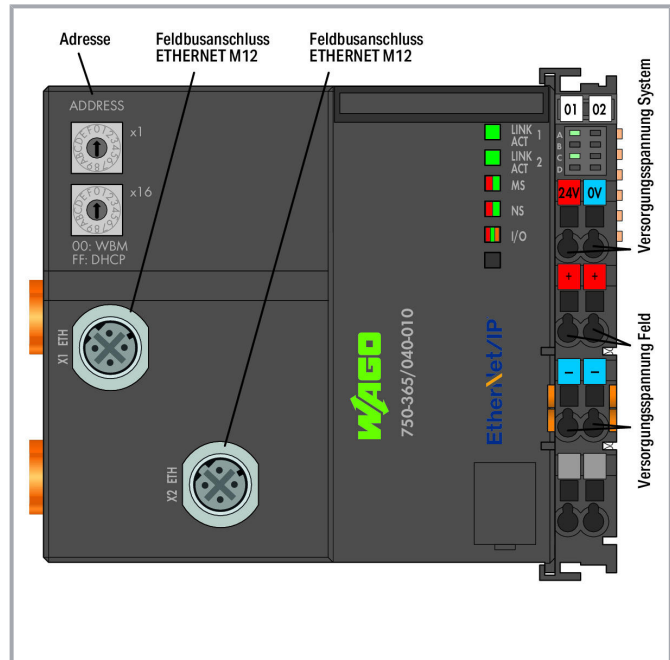 Adresse
Feldbusanschluss
ETHERNET M12
Feldbusanschluss
ETHERNET M12
ADDRESS
x1
BCDEF0123456789A
x16
BCDEF0123456789A
00: WBM
FF: DHCP
X1 ETH
X2 ETH
WAGO
750-365/040-010
EtherNet/IP
LINK 1
ACT
LINK 2
ACT
MS
NS
I/O
01 02
A
B
C
D
24V 0V
+ +
− −
Versorgungsspannung System
Versorgungsspannung Feld